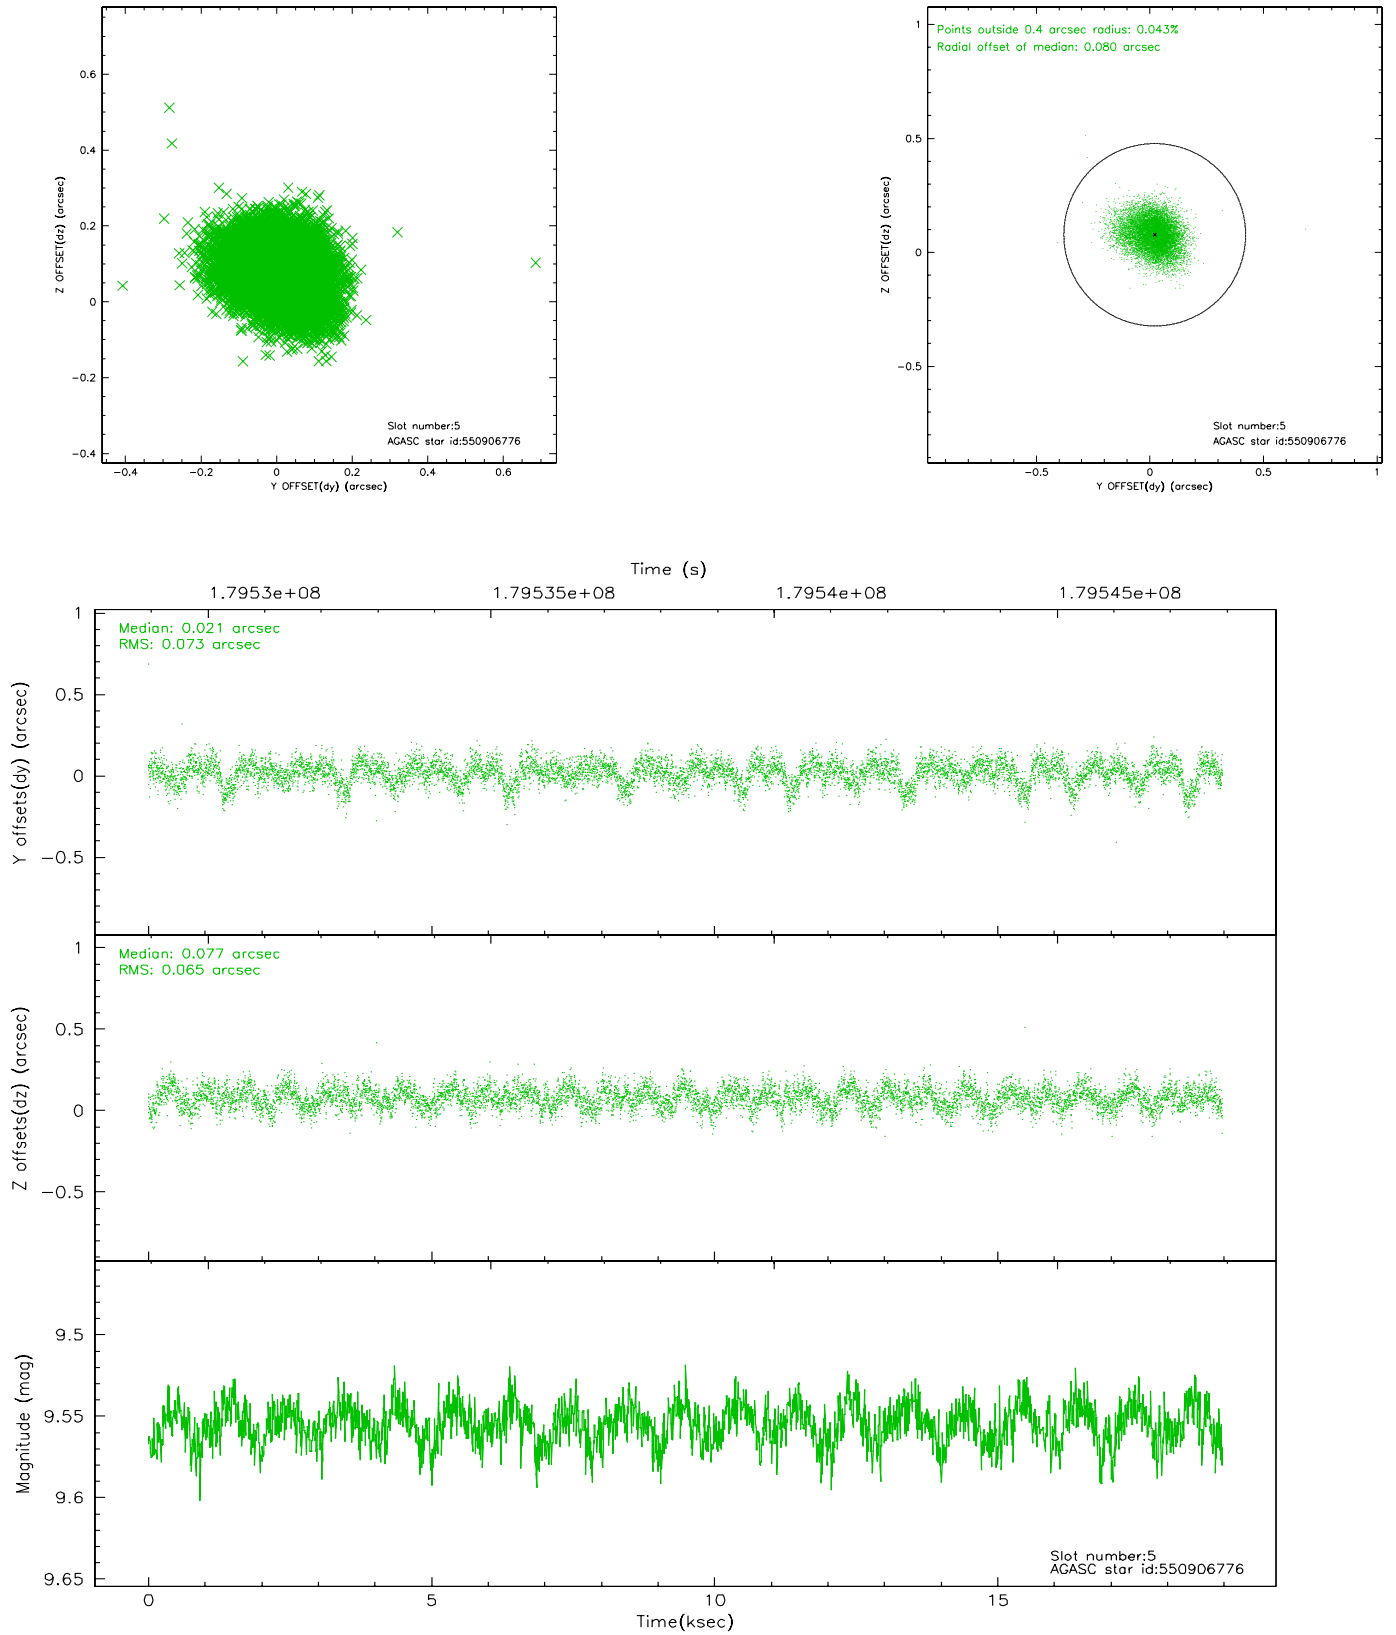 0.6
0.4
0.2
0
−0.2
−0.4
Z OFFSET(dz) (arcsec)
−0.4 −0.2 0 0.2 0.4 0.6
Y OFFSET(dy) (arcsec)
Slot number:5
AGASC star id:550906776
Points outside 0.4 arcsec radius: 0.043%
Radial offset of median: 0.080 arcsec
1
0.5
0
−0.5
Z OFFSET(dz) (arcsec)
−0.5 0 0.5 1
Y OFFSET(dy) (arcsec)
Slot number:5
AGASC star id:550906776
Time (s)
1.7953e+08 1.79535e+08 1.7954e+08 1.79545e+08
Median: 0.021 arcsec
RMS: 0.073 arcsec
1
0.5
0
−0.5
Y offsets(dy) (arcsec)
Median: 0.077 arcsec
RMS: 0.065 arcsec
1
0.5
0
−0.5
Z offsets(dz) (arcsec)
9.5
9.55
9.6
9.65
Magnitude (mag)
Slot number:5
AGASC star id:550906776
0 5 10 15
Time(ksec)